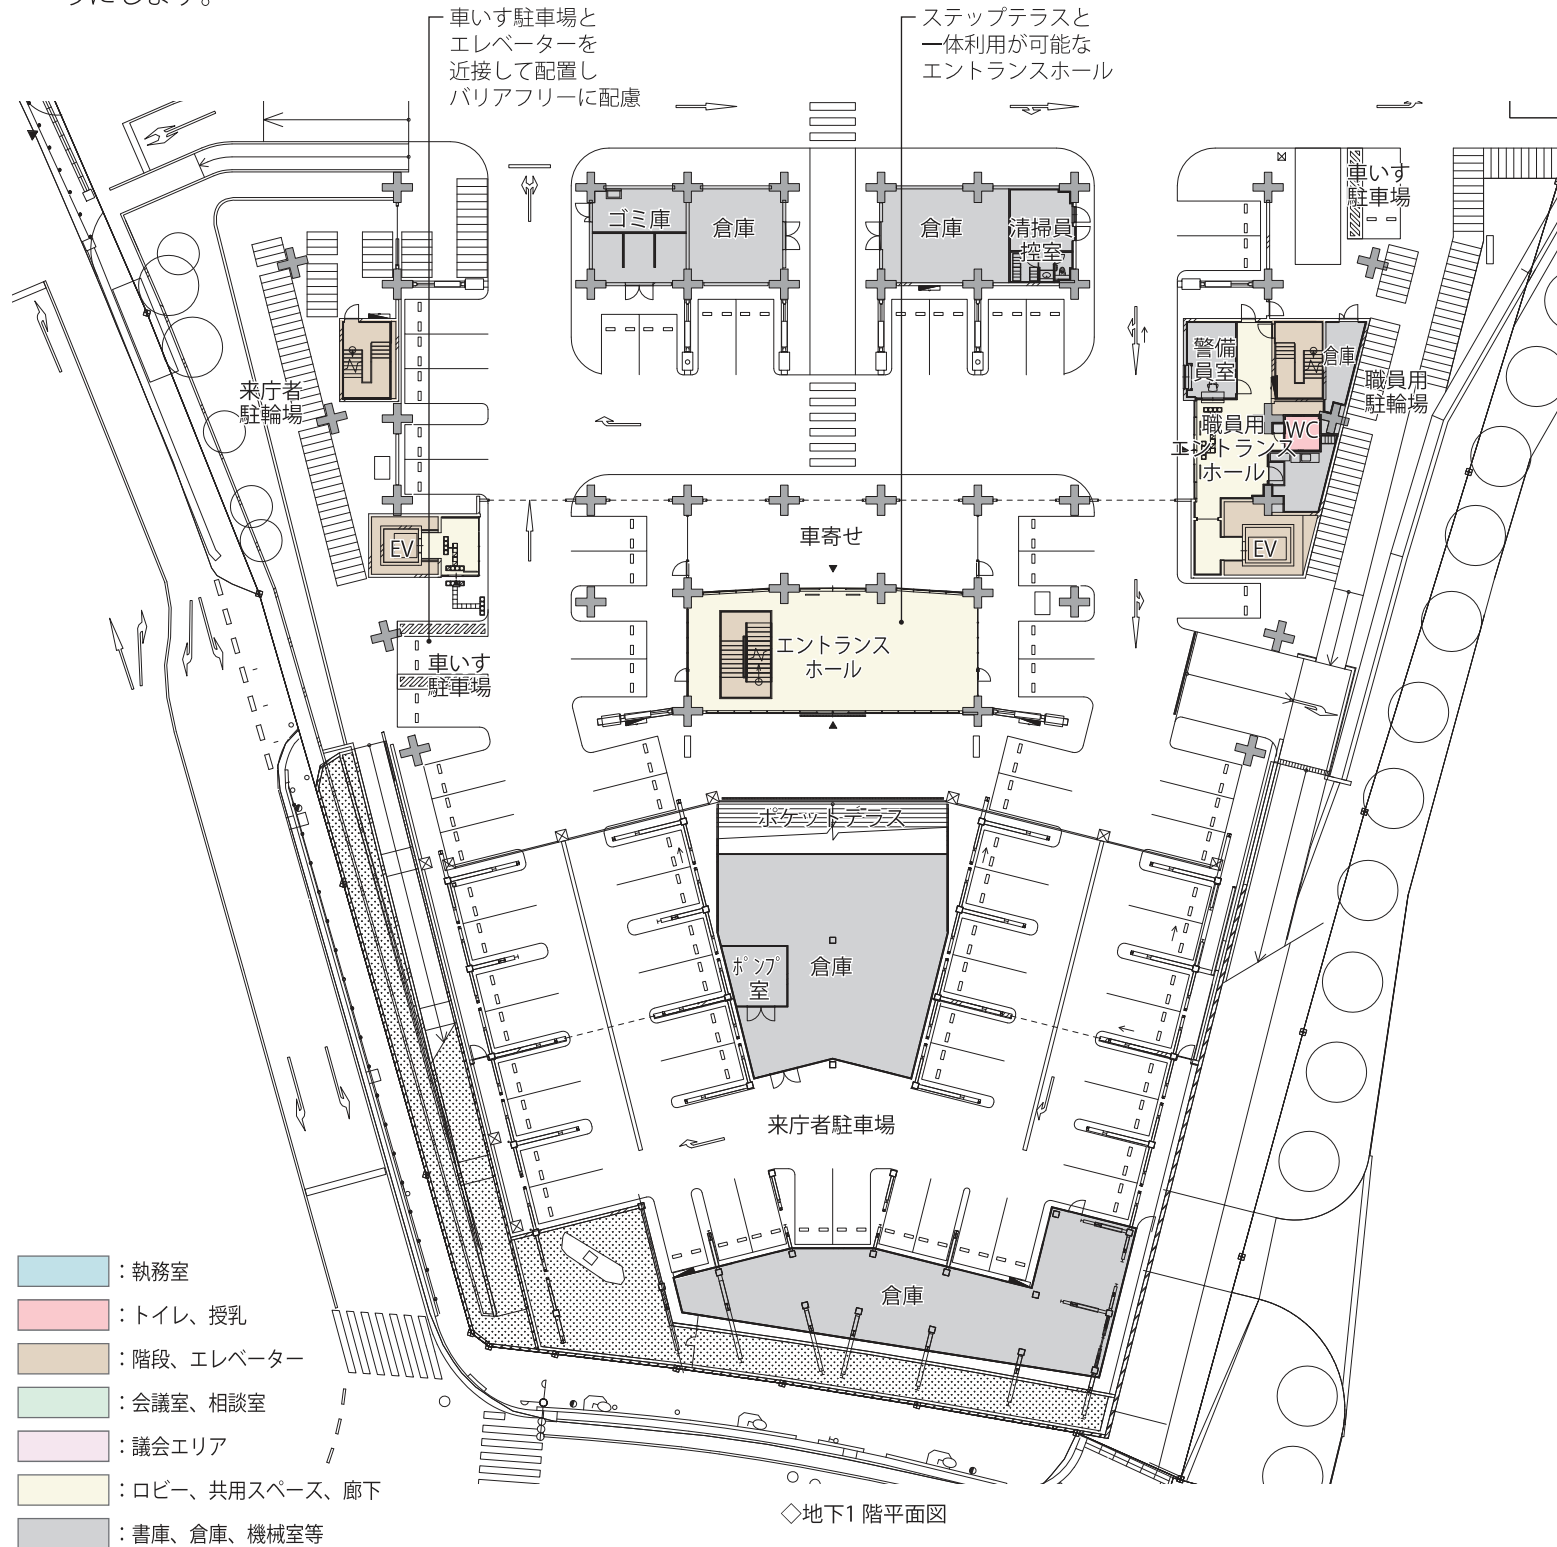 うにします。
車いす駐車場と
エレベーターを
近接して配置し
バリアフリーに配慮
ステップテラスと
一体利用が可能な
エントランスホール
車いす
駐車場
ゴミ庫
倉庫
倉庫
清掃員
控室
来庁者
駐輪場
警備
員室
倉庫
職員用
駐輪場
WC
職員用
エントランス
ホール
EV
EV
車寄せ
エントランス
ホール
車いす
駐車場
ポケットテラス
ポンプ
室
倉庫
来庁者駐車場
倉庫
：執務室
：トイレ、授乳
：階段、エレベーター
：会議室、相談室
：議会エリア
：ロビー、共用スペース、廊下
：書庫、倉庫、機械室等
◇地下1 階平面図